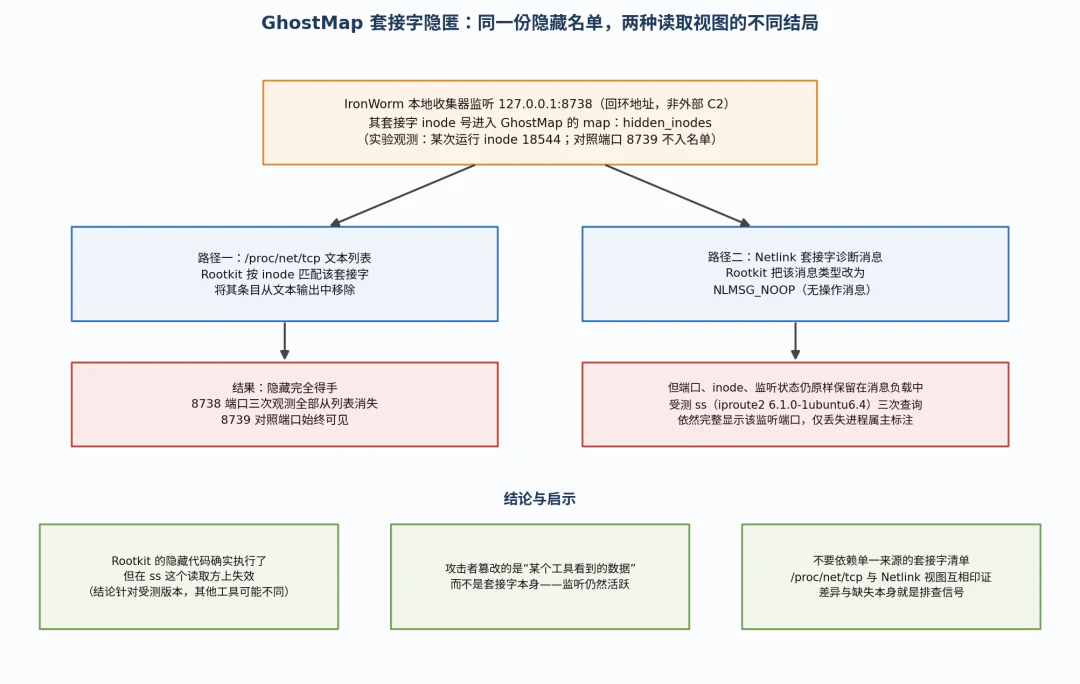 GhostMap 套接字隐匿：同一份隐藏名单，两种读取视图的不同结局
IronWorm 本地收集器监听 127.0.0.1:8738（回环地址，非外部 C2）
其套接字 inode 号进入 GhostMap 的 map：hidden_inodes
（实验观测：某次运行 inode 18544；对照端口 8739 不入名单）
路径一：/proc/net/tcp 文本列表
Rootkit 按 inode 匹配该套接字
将其条目从文本输出中移除
路径二：Netlink 套接字诊断消息
Rootkit 把该消息类型改为
NLMSG_NOOP（无操作消息）
结果：隐藏完全得手
8738 端口三次观测全部从列表消失
8739 对照端口始终可见
但端口、inode、监听状态仍原样保留在消息负载中
受测 ss（iproute2 6.1.0-1ubuntu6.4）三次查询
依然完整显示该监听端口，仅丢失进程属主标注
结论与启示
Rootkit 的隐藏代码确实执行了
但在 ss 这个读取方上失效
（结论针对受测版本，其他工具可能不同）
攻击者篡改的是“某个工具看到的数据”
而不是套接字本身——监听仍然活跃
不要依赖单一来源的套接字清单
/proc/net/tcp 与 Netlink 视图互相印证
差异与缺失本身就是排查信号